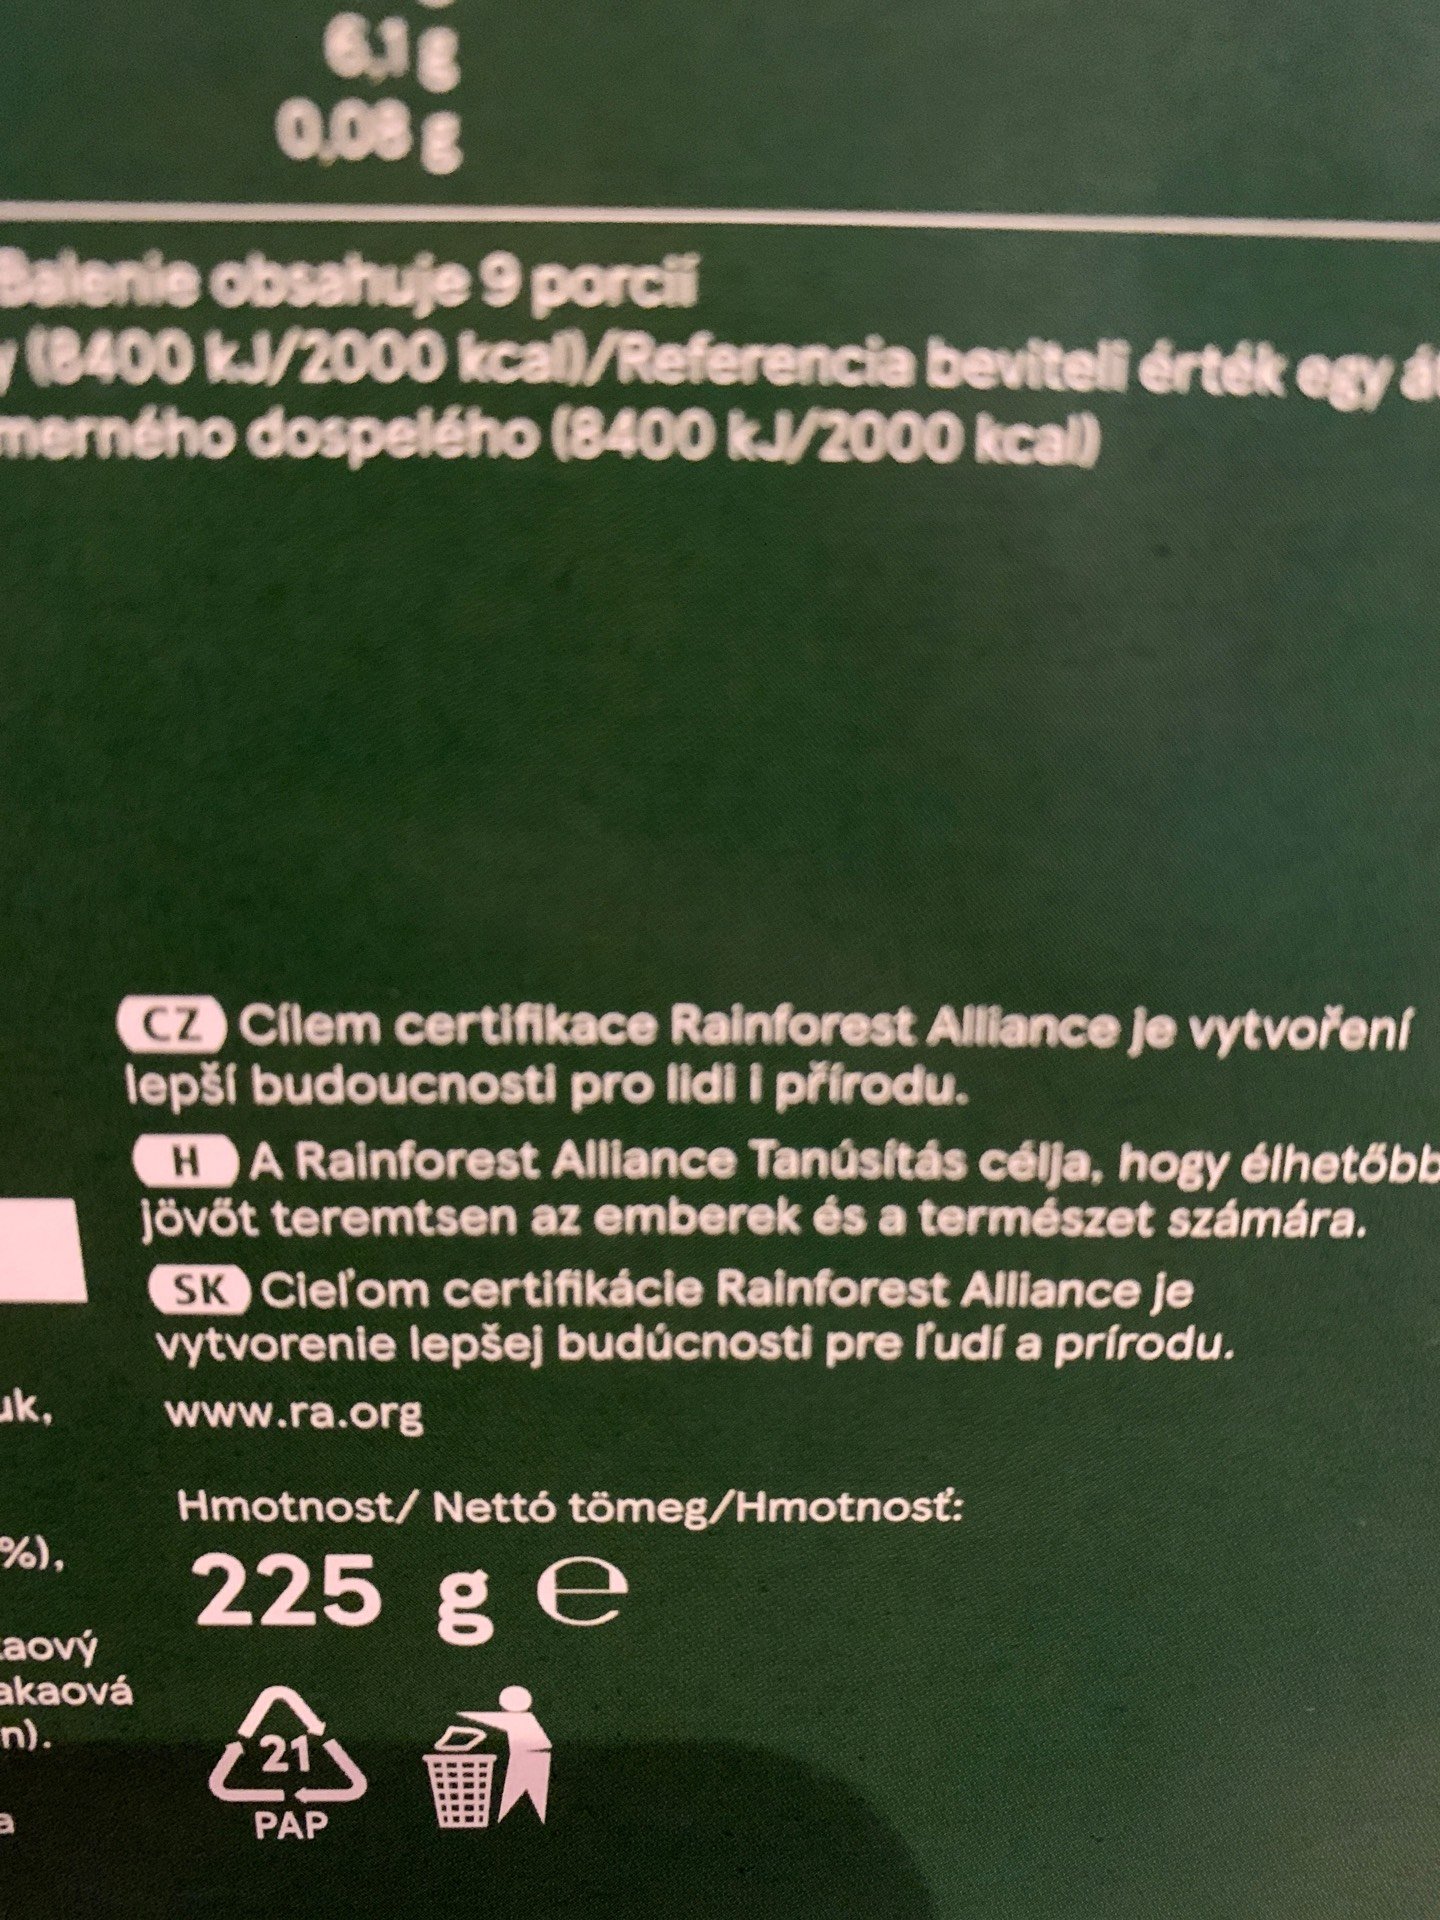 6,1 g
0,08 g
Balenie obsahuje 9 porcií
y (8400 kJ/2000 kcal)/Referencia beviteli érték egy
merného dospelého (8400 kJ/2000 kcal)
CZ Cílem certifikace Rainforest Alliance je vytvoření
lepší budoucnosti pro lidi i přírodu.
H A Rainforest Alliance Tanúsítás célja, hogy élhetőbb
jövőt teremtsen az emberek és a természet számára.
SK Cieľom certifikácie Rainforest Alliance je
vytvorenie lepšej budúcnosti pre ľudí a prírodu.
uk,
www.ra.org
Hmotnost/ Nettó tömeg/Hmotnosť:
%),
225 g ℮
kaový
akaová
n).
21
PAP
a